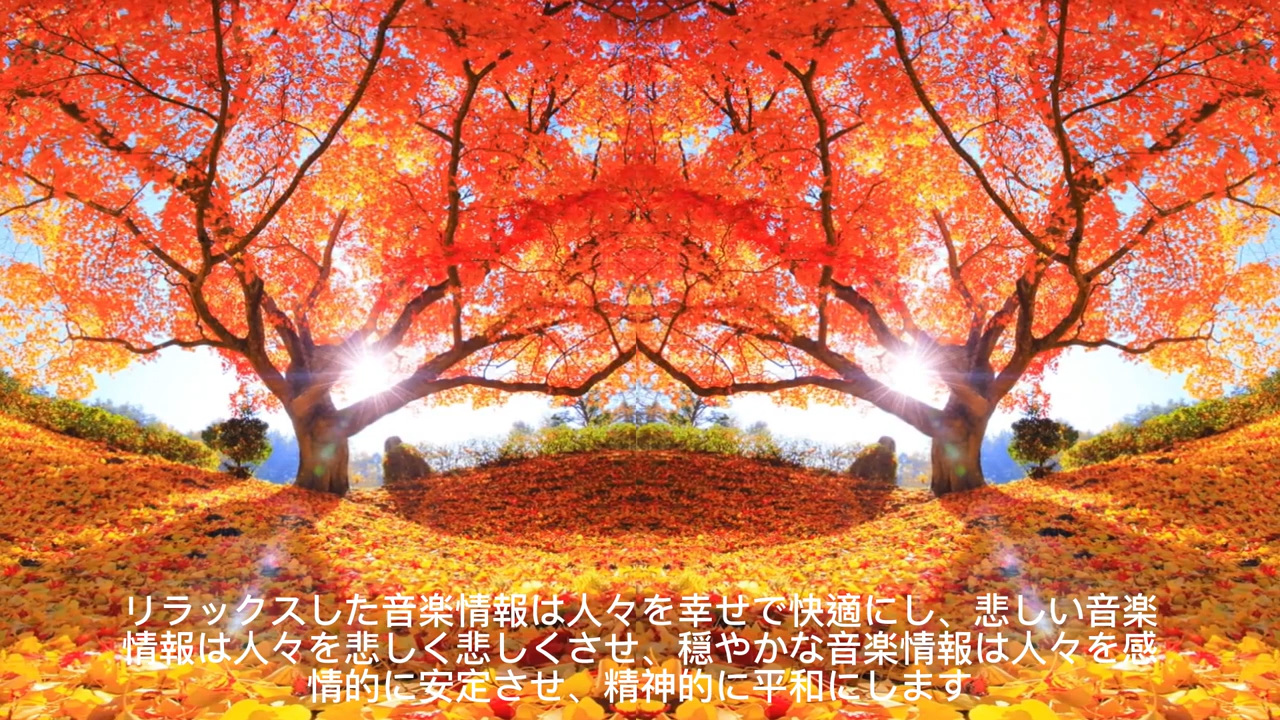 リラックスした音楽情報は人々を幸せで快適にし、悲しい音楽
情報は人々を悲しく悲しくさせ、穏やかな音楽情報は人々を感
情的に安定させ、精神的に平和にします